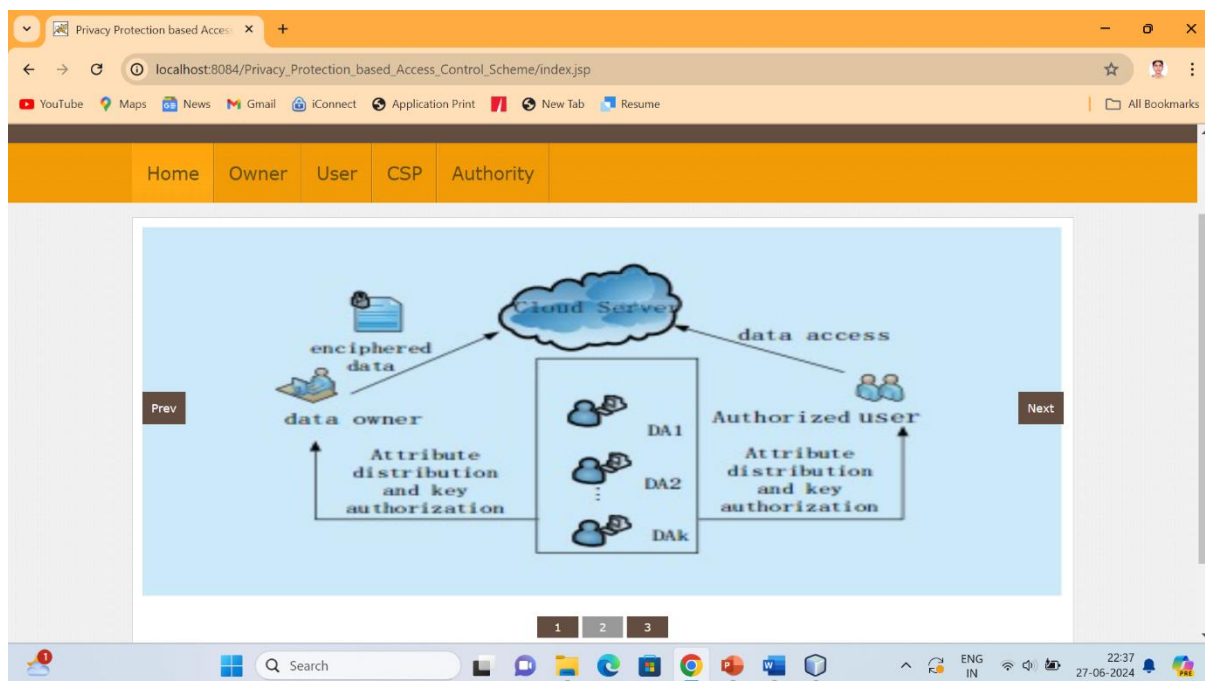 Privacy Protection based Acces
localhost:8084/Privacy_Protection_based_Access_Control_Scheme/index.jsp
YouTube Maps News Gmail iConnect Application Print New Tab Resume All Bookmarks
Home Owner User CSP Authority
Cloud Server
enciphered
data
data access
data owner
Authorized user
Prev
Next
DA1
DA2
DAk
Attribute
distribution
and key
authorization
Attribute
distribution
and key
authorization
1 2 3
1
Search
ENG
IN
22:37
27-06-2024
PRE